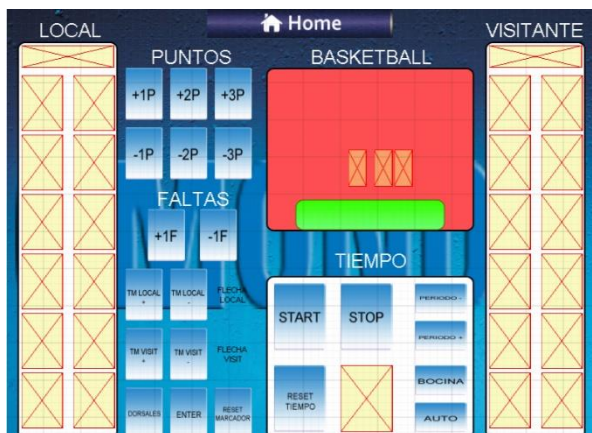 Home
LOCAL
VISITANTE
PUNTOS
BASKETBALL
+1P
+2P
+3P
-1P
-2P
-3P
FALTAS
+1F
-1F
TIEMPO
TM LOCAL
+
TM LOCAL
-
FLECHA
LOCAL
START
STOP
PERIODO -
PERIODO +
TM VISIT
+
TM VISIT
-
FLECHA
VISIT
RESET
TIEMPO
BOCINA
AUTO
DORSALES
ENTER
RESET
MARCADOR